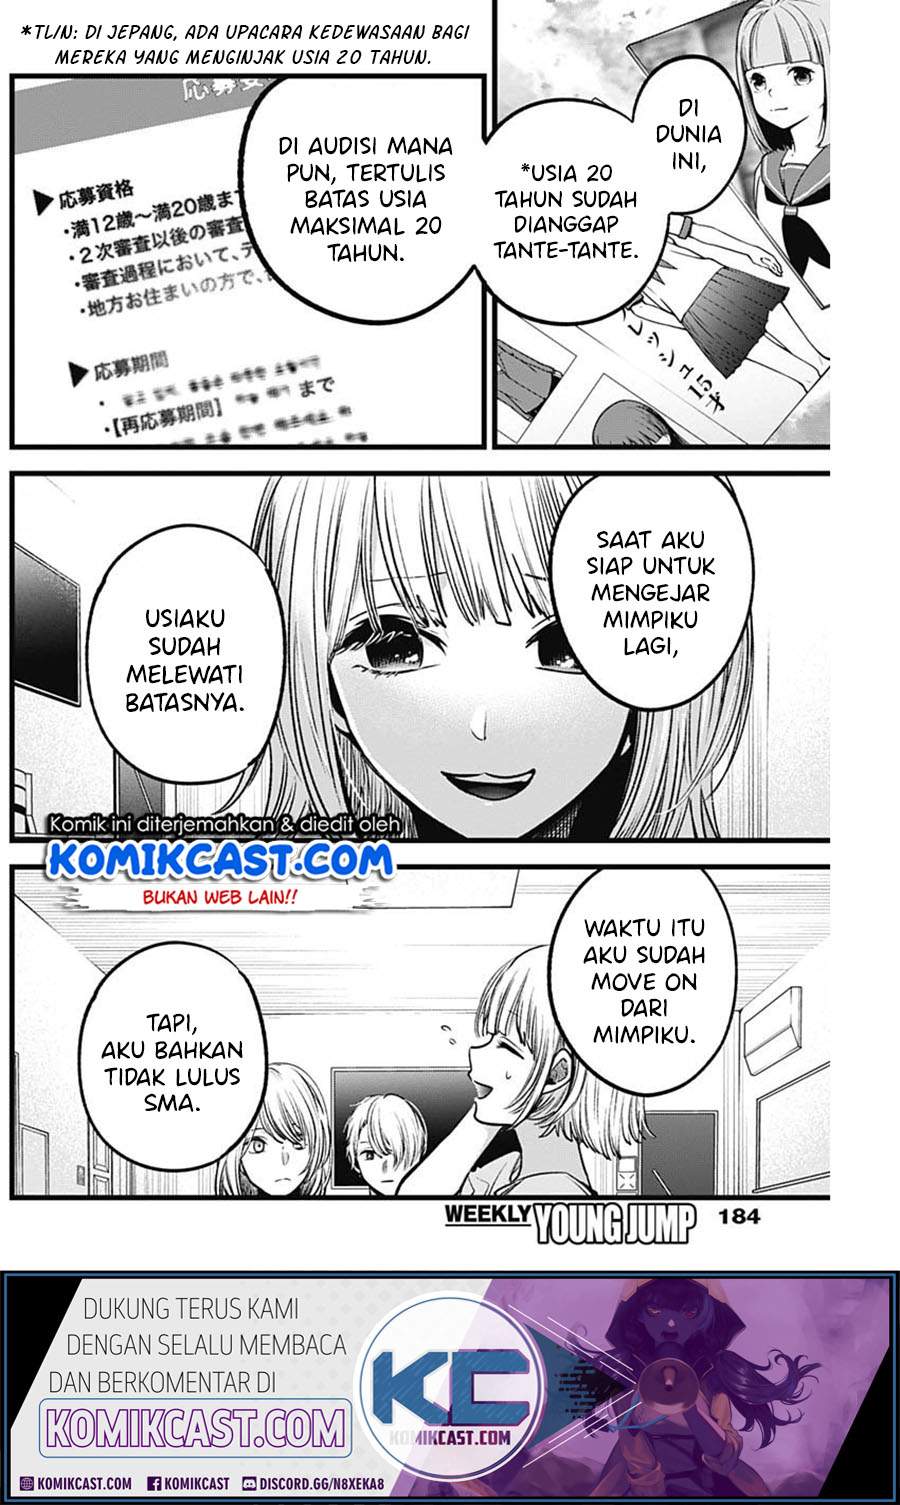 *TL/N: DI JEPANG, ADA UPACARA KEDEWASAAN BAGI
MEREKA YANG MENGINJAK USIA 20 TAHUN.
DI
DUNIA
INI,
*USIA 20
TAHUN SUDAH
DIANGGAP
TANTE-TANTE.
15才
DI AUDISI MANA
PUN, TERTULIS
BATAS USIA
MAKSIMAL 20
TAHUN.
▶応募資格
・満12歳～満20歳まで
・2次審査以後の審査
・審査過程において、デ
・地方お住まいの方で、
▶応募期間
まで
・【再応募期間】
SAAT AKU
SIAP UNTUK
MENGEJAR
MIMPIKU
LAGI,
USIAKU
SUDAH
MELEWATI
BATASNYA.
Komik ini diterjemahkan & diedit oleh
KOMIKCAST.COM
BUKAN WEB LAIN!!
WAKTU ITU
AKU SUDAH
MOVE ON
DARI
MIMPIKU.
TAPI,
AKU BAHKAN
TIDAK LULUS
SMA.
WEEKLY YOUNG JUMP 184
DUKUNG TERUS KAMI
DENGAN SELALU MEMBACA
DAN BERKOMENTAR DI
KOMIKCAST.COM
KOMIKCAST.COM KOMIKCAST DISCORD.GG/N8XEKA8
KC
KOMIKCAST.COM